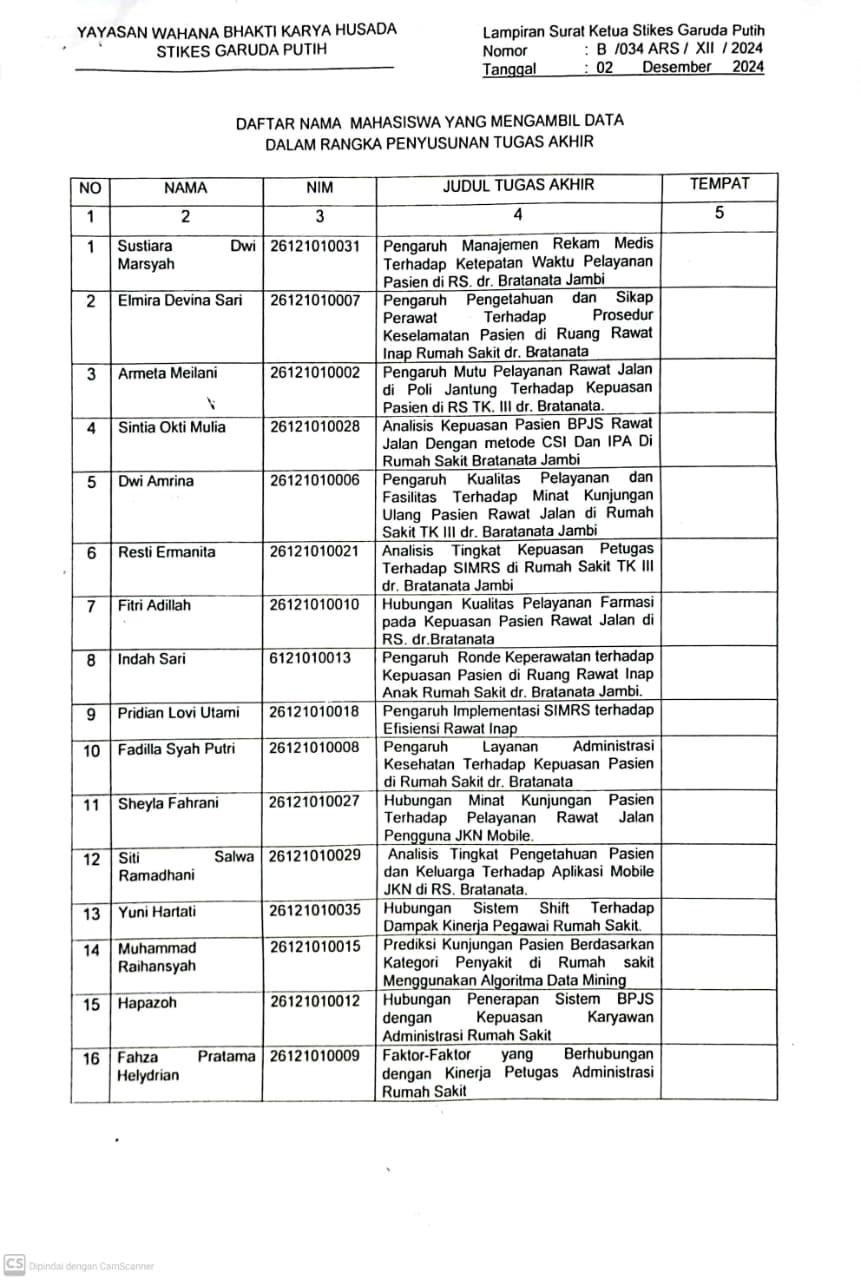 YAYASAN WAHANA BHAKTI KARYA HUSADA
STIKES GARUDA PUTIH
Lampiran Surat Ketua Stikes Garuda Putih
Nomor : B /034 ARS / XII / 2024
Tanggal : 02 Desember 2024
DAFTAR NAMA MAHASISWA YANG MENGAMBIL DATA
DALAM RANGKA PENYUSUNAN TUGAS AKHIR
NO NAMA NIM JUDUL TUGAS AKHIR TEMPAT
1 2 3 4 5
1 Sustiara Dwi 26121010031 Pengaruh Manajemen Rekam Medis
Marsyah Terhadap Ketepatan Waktu Pelayanan
Pasien di RS. dr. Bratanata Jambi
2 Elmira Devina Sari 26121010007 Pengaruh Pengetahuan dan Sikap
Perawat Terhadap Prosedur
Keselamatan Pasien di Ruang Rawat
Inap Rumah Sakit dr. Bratanata
3 Armeta Meilani 26121010002 Pengaruh Mutu Pelayanan Rawat Jalan
di Poli Jantung Terhadap Kepuasan
Pasien di RS TK. III dr. Bratanata.
4 Sintia Okti Mulia 26121010028 Analisis Kepuasan Pasien BPJS Rawat
Jalan Dengan metode CSI Dan IPA Di
Rumah Sakit Bratanata Jambi
5 Dwi Amrina 26121010006 Pengaruh Kualitas Pelayanan dan
Fasilitas Terhadap Minat Kunjungan
Ulang Pasien Rawat Jalan di Rumah
Sakit TK III dr. Baratanata Jambi
6 Resti Ermanita 26121010021 Analisis Tingkat Kepuasan Petugas
Terhadap SIMRS di Rumah Sakit TK III
dr. Bratanata Jambi
7 Fitri Adillah 26121010010 Hubungan Kualitas Pelayanan Farmasi
pada Kepuasan Pasien Rawat Jalan di
RS. dr.Bratanata
8 Indah Sari 6121010013 Pengaruh Ronde Keperawatan terhadap
Kepuasan Pasien di Ruang Rawat Inap
Anak Rumah Sakit dr. Bratanata Jambi.
9 Pridian Lovi Utami 26121010018 Pengaruh Implementasi SIMRS terhadap
Efisiensi Rawat Inap
10 Fadilla Syah Putri 26121010008 Pengaruh Layanan Administrasi
Kesehatan Terhadap Kepuasan Pasien
di Rumah Sakit dr. Bratanata
11 Sheyla Fahrani 26121010027 Hubungan Minat Kunjungan Pasien
Terhadap Pelayanan Rawat Jalan
Pengguna JKN Mobile.
12 Siti Salwa 26121010029 Analisis Tingkat Pengetahuan Pasien
Ramadhani dan Keluarga Terhadap Aplikasi Mobile
JKN di RS. Bratanata.
13 Yuni Hartati 26121010035 Hubungan Sistem Shift Terhadap
Dampak Kinerja Pegawai Rumah Sakit.
14 Muhammad 26121010015 Prediksi Kunjungan Pasien Berdasarkan
Raihansyah Kategori Penyakit di Rumah sakit
Menggunakan Algoritma Data Mining
15 Hapazoh 26121010012 Hubungan Penerapan Sistem BPJS
dengan Kepuasan Karyawan
Administrasi Rumah Sakit
16 Fahza Pratama 26121010009 Faktor-Faktor yang Berhubungan
Helydrian dengan Kinerja Petugas Administrasi
Rumah Sakit
CS Dipindai dengan CamScanner